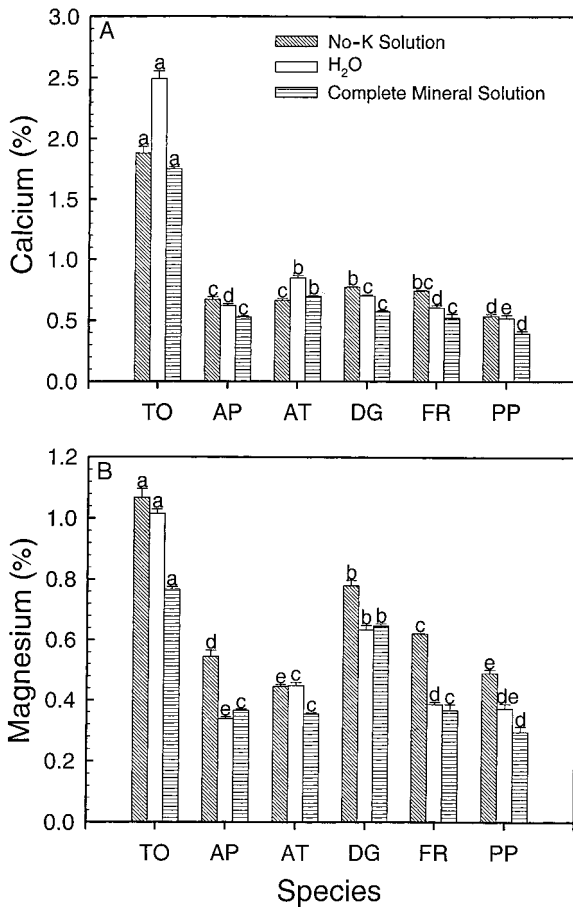 A
No-K Solution
H₂O
Complete Mineral Solution
Calcium (%)
3.0
2.5
2.0
1.5
1.0
0.5
0.0
a a a
c d c
b b c
b c c
bc d c
d e d
TO AP AT DG FR PP
B
Magnesium (%)
1.2
1.0
0.8
0.6
0.4
0.2
0.0
a a a
d e c
e c c
b b b
c d c
e de d
TO AP AT DG FR PP
Species